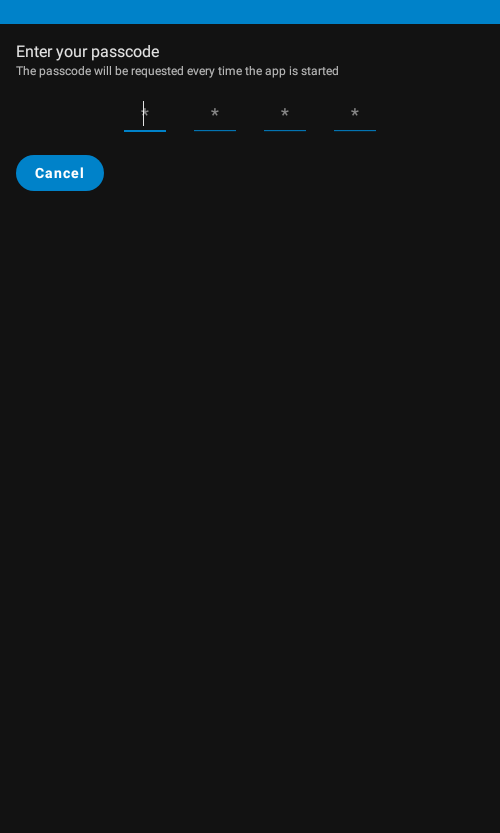 Enter your passcode
The passcode will be requested every time the app is started
* * * *
Cancel